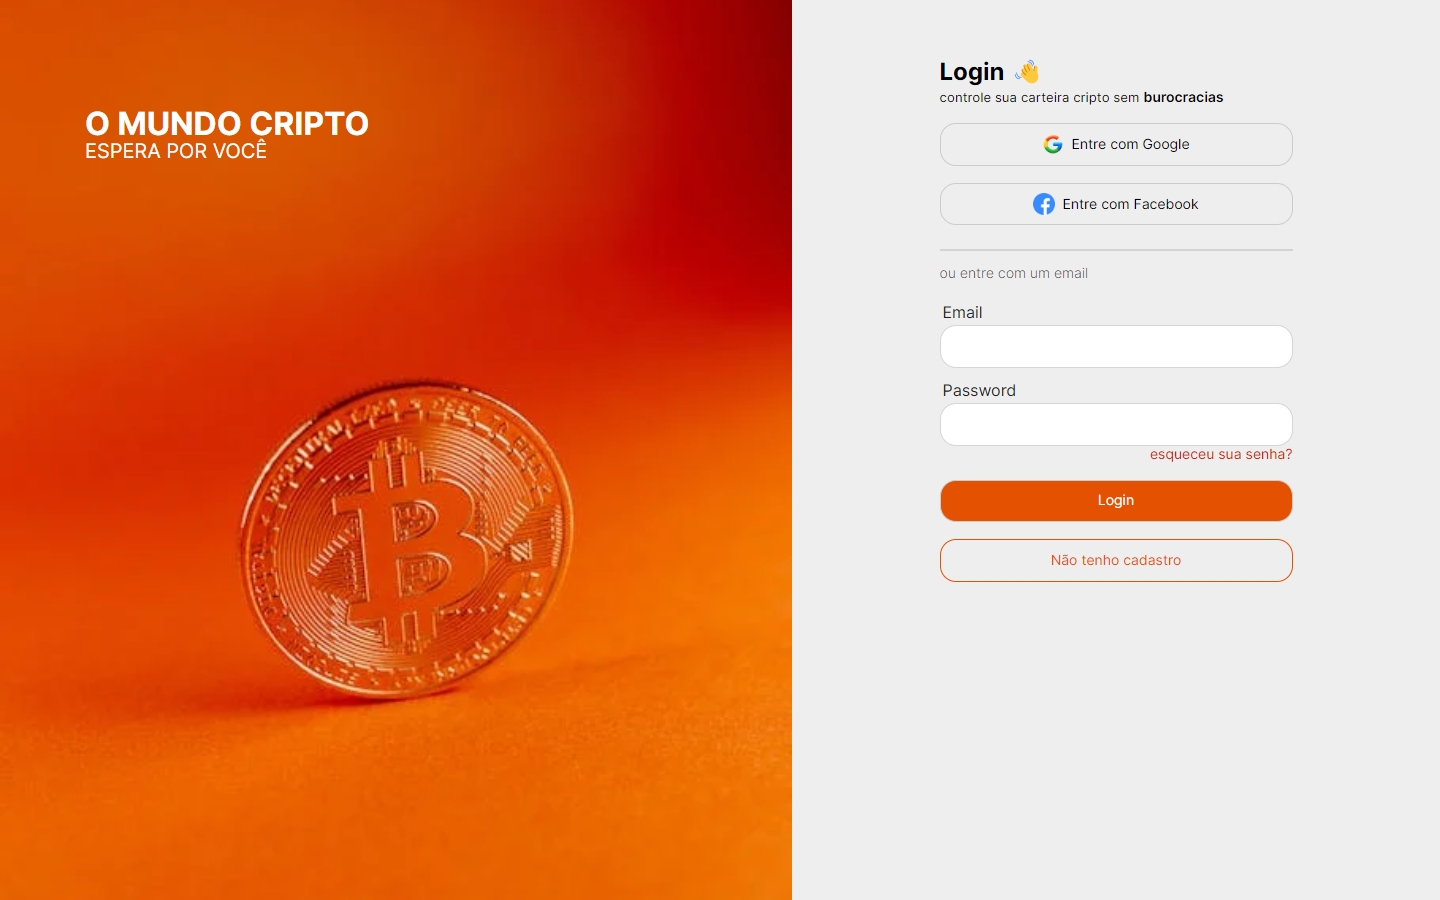 O MUNDO CRIPTO
ESPERA POR VOCÊ
Login 👋
controle sua carteira cripto sem burocracias
Entre com Google
Entre com Facebook
ou entre com um email
Email
Password
esqueceu sua senha?
Login
Não tenho cadastro